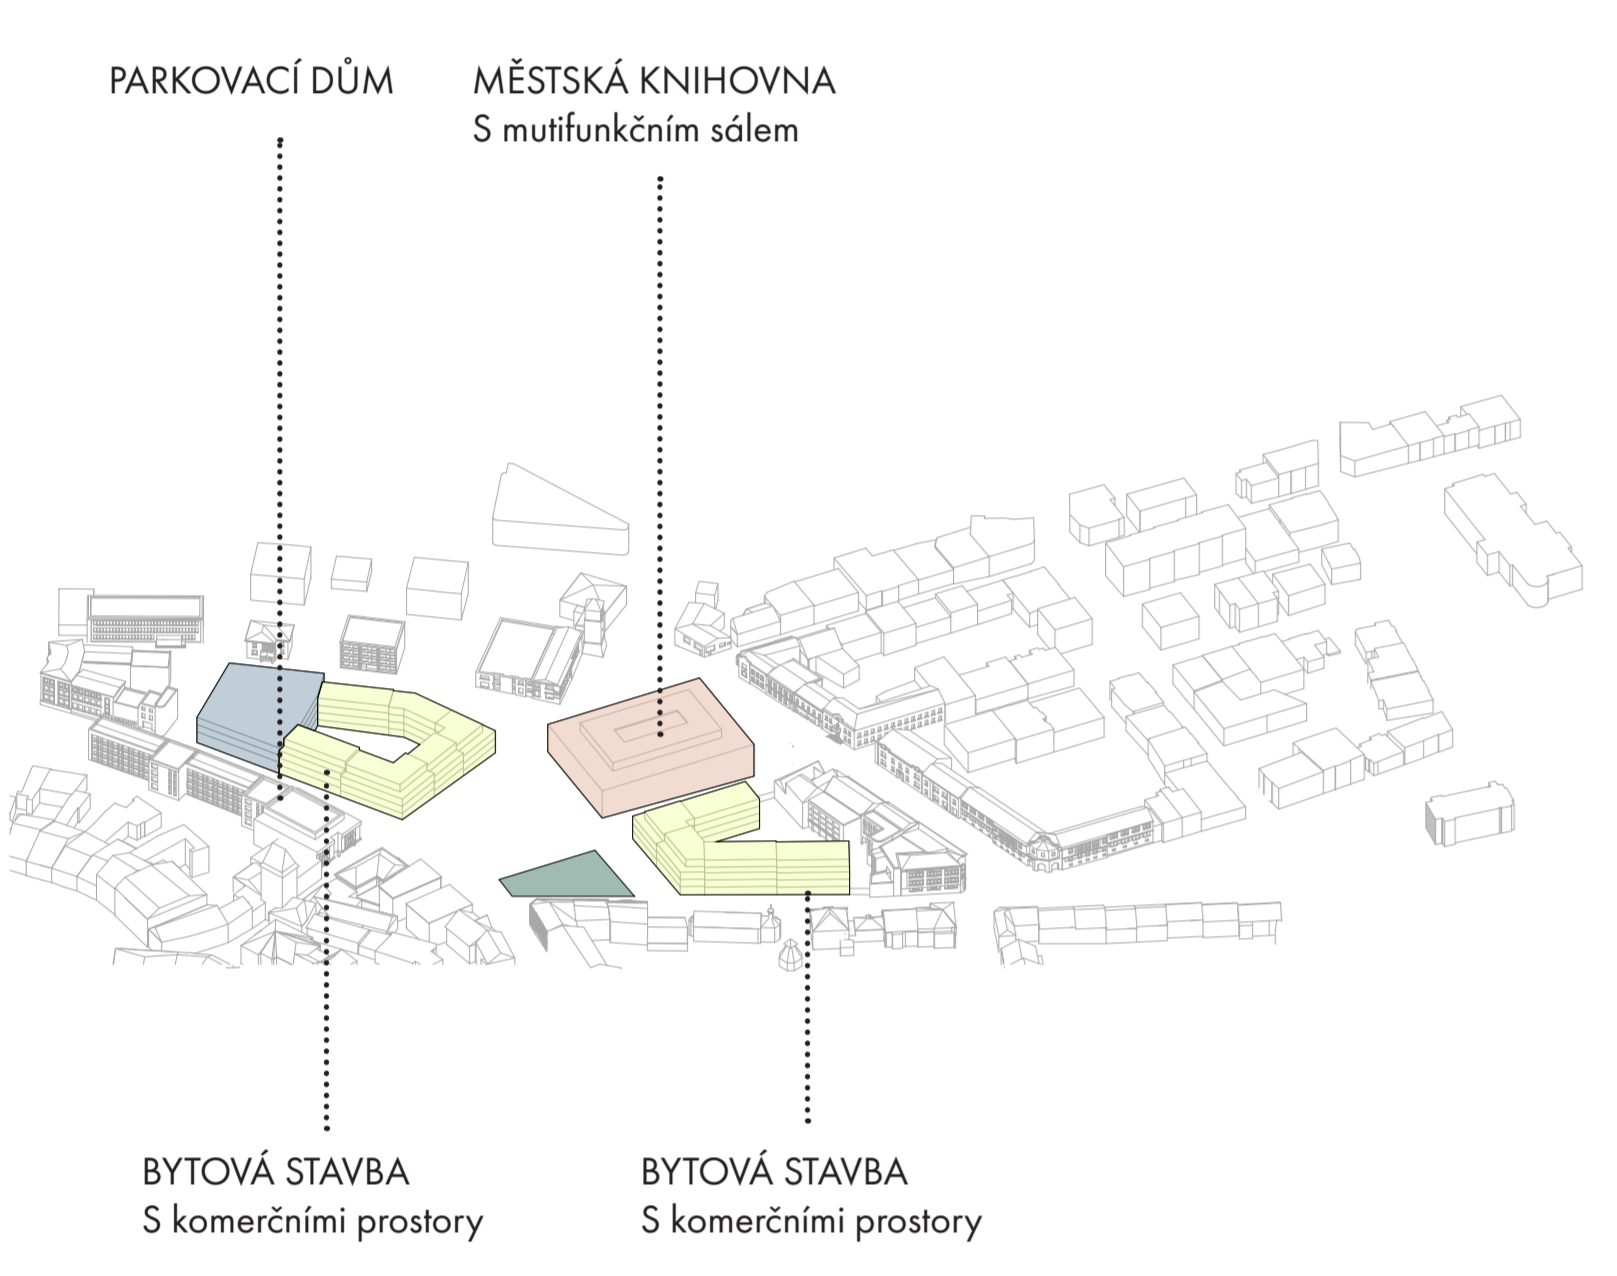 PARKOVACÍ DŮM
MĚSTSKÁ KNIHOVNA
S mutifunkčním sálem
BYTOVÁ STAVBA
S komerčními prostory
BYTOVÁ STAVBA
S komerčními prostory